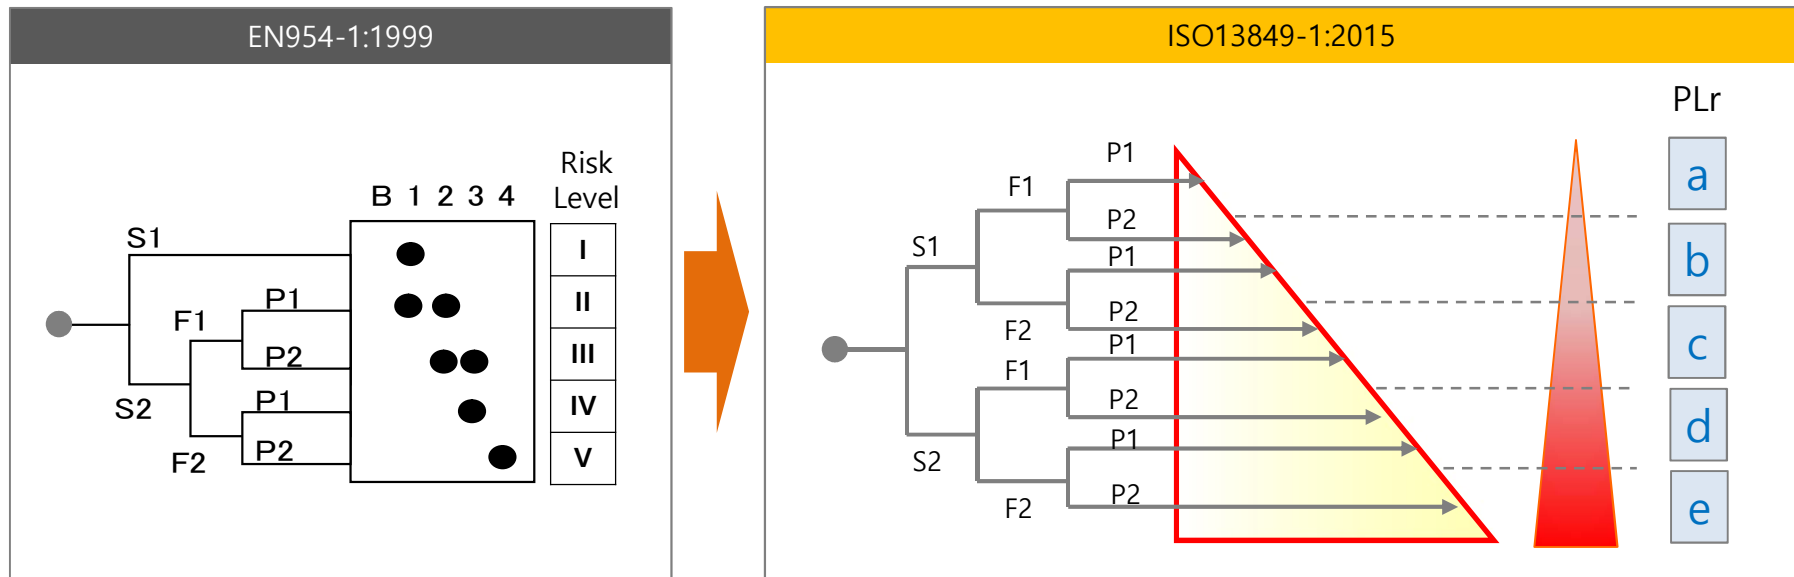 EN954-1:1999
Risk
Level
B 1 2 3 4
S1
I
P1
II
F1
P2
III
S2
P1
IV
F2
P2
V
ISO13849-1:2015
PLr
P1
a
F1
P2
S1
P1
b
P2
F2
c
P1
F1
P2
d
P1
S2
P2
F2
e